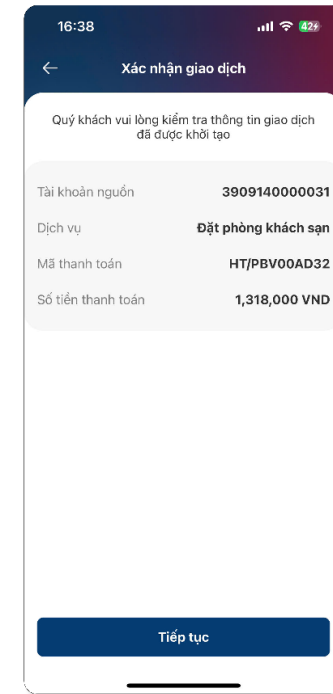 16:38
42
Xác nhận giao dịch
Quý khách vui lòng kiểm tra thông tin giao dịch
đã được khởi tạo
Tài khoản nguồn 3909140000031
Dịch vụ Đặt phòng khách sạn
Mã thanh toán HT/PBV00AD32
Số tiền thanh toán 1,318,000 VND
Tiếp tục